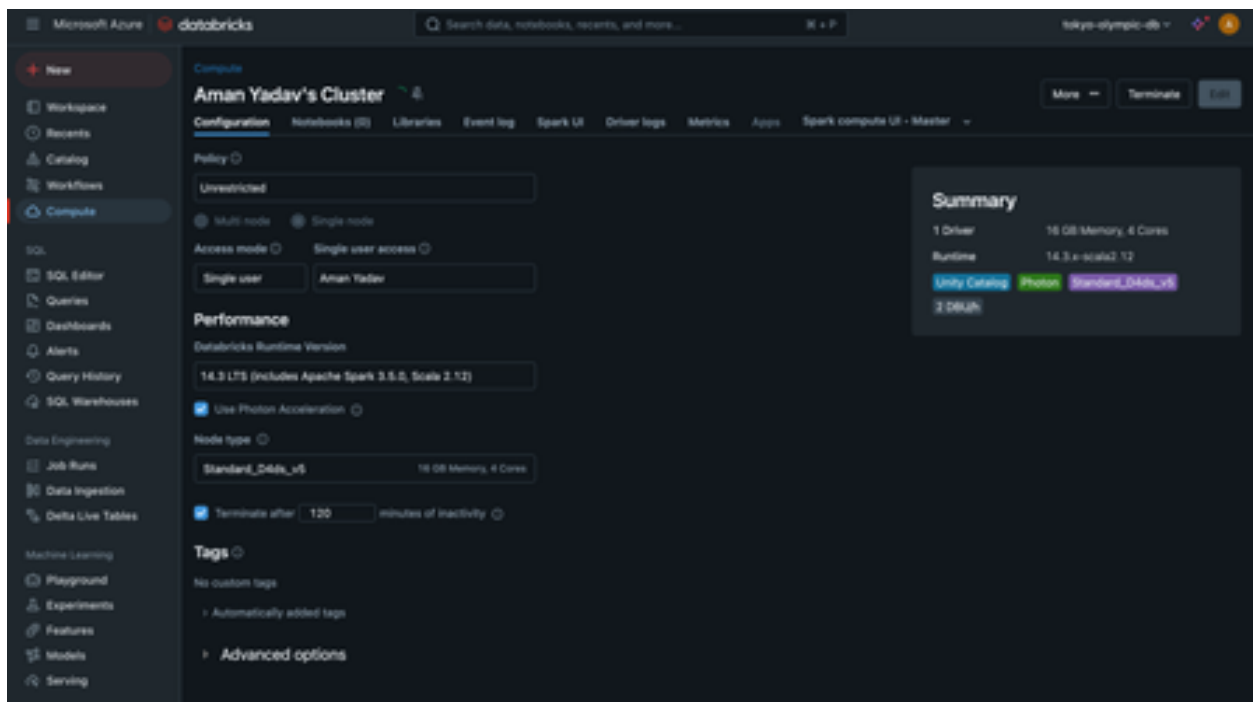 Microsoft Azure databricks
Search data, notebooks, recents, and more...
⌘ + P
tokyo-olympic-db
A
New
Workspace
Recents
Catalog
Workflows
Compute
SQL
SQL Editor
Queries
Dashboards
Alerts
Query History
SQL Warehouses
Data Engineering
Job Runs
Data Ingestion
Delta Live Tables
Machine Learning
Playground
Experiments
Features
Models
Serving
Compute
Aman Yadav's Cluster
More
Terminate
Edit
Configuration Notebooks (0) Libraries Event log Spark UI Driver logs Metrics Apps Spark compute UI - Master
Policy
Unrestricted
Multi node Single node
Access mode Single user access
Single user Aman Yadav
Performance
Databricks Runtime Version
14.3 LTS (includes Apache Spark 3.5.0, Scala 2.12)
Use Photon Acceleration
Node type
Standard_D4ds_v5 16 GB Memory, 4 Cores
Terminate after 120 minutes of inactivity
Tags
No custom tags
Automatically added tags
Advanced options
Summary
1 Driver 16 GB Memory, 4 Cores
Runtime 14.3.x-scala2.12
Unity Catalog Photon Standard_D4ds_v5
2 DBU/h